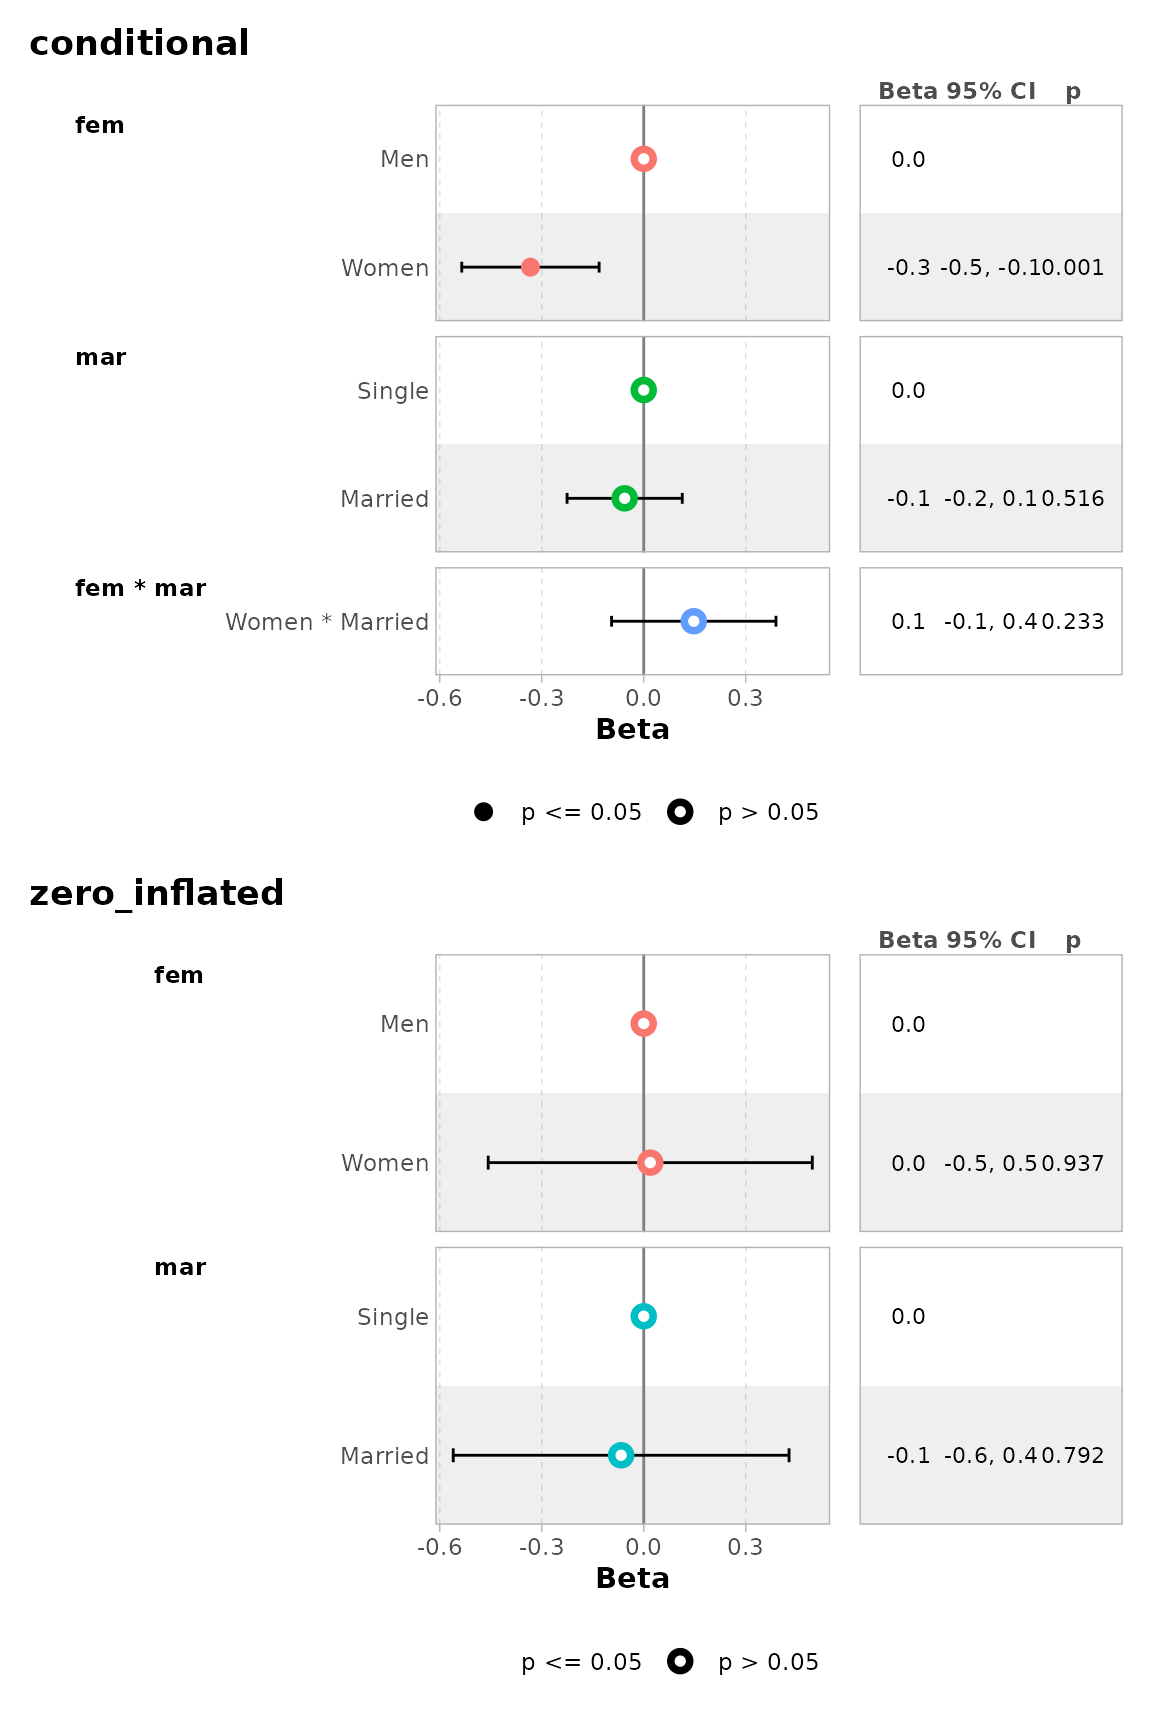 conditional
Beta 95% CI p
fem
Men 0.0
Women -0.3 -0.5, -0.1 0.001
mar
Single 0.0
Married -0.1 -0.2, 0.1 0.516
fem * mar
Women * Married 0.1 -0.1, 0.4 0.233
-0.6 -0.3 0.0 0.3
Beta
p <= 0.05 p > 0.05
zero_inflated
Beta 95% CI p
fem
Men 0.0
Women 0.0 -0.5, 0.5 0.937
mar
Single 0.0
Married -0.1 -0.6, 0.4 0.792
-0.6 -0.3 0.0 0.3
Beta
p <= 0.05 p > 0.05